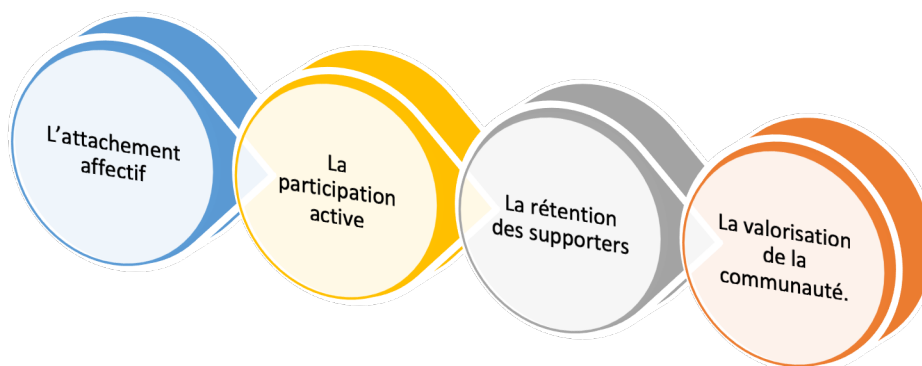 L’attachement
affectif
La
participation
active
La rétention
des supporters
La valorisation
de la
communauté.